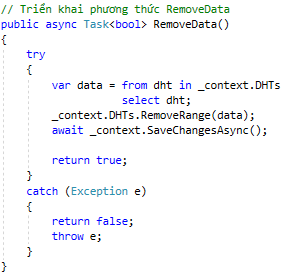 // Triển khai phương thức RemoveData
public async Task<bool> RemoveData()
{
    try
    {
        var data = from dht in _context.DHTs
                   select dht;
        _context.DHTs.RemoveRange(data);
        await _context.SaveChangesAsync();

        return true;
    }
    catch (Exception e)
    {
        return false;
        throw e;
    }
}